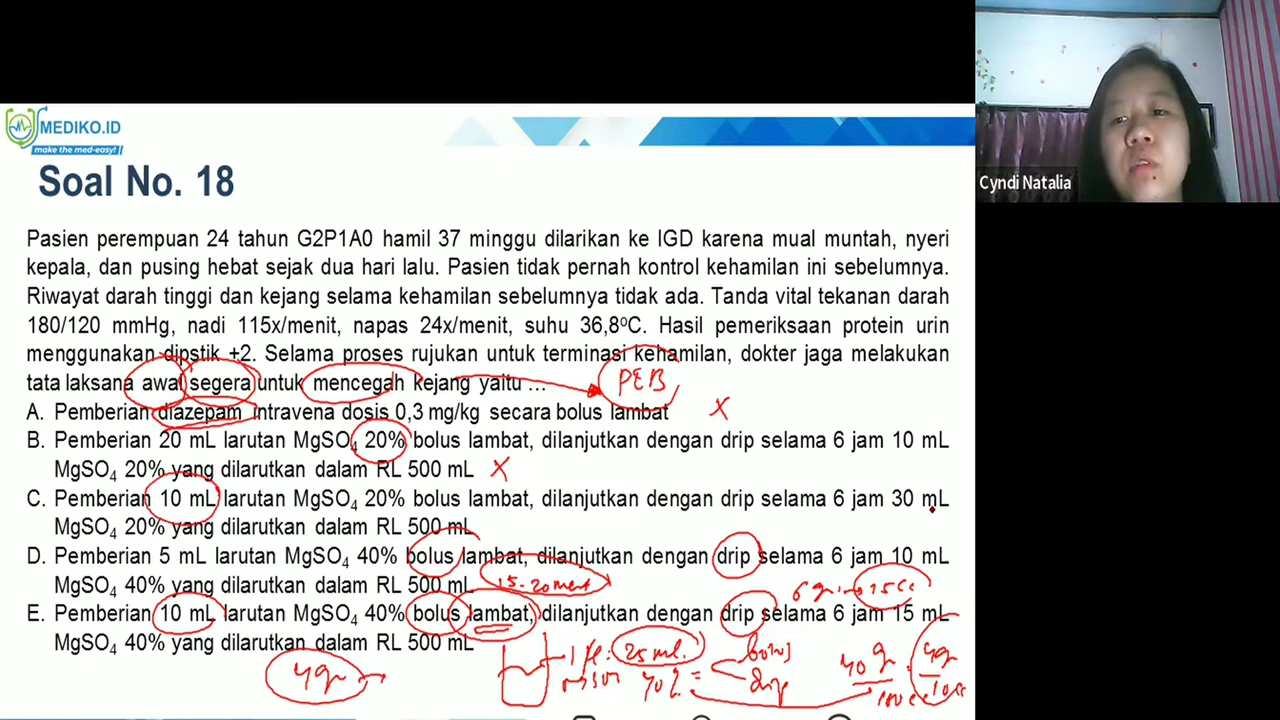 MEDIKO.ID
make the med-easy!
Cyndi Natalia
Soal No. 18
Pasien perempuan 24 tahun G2P1A0 hamil 37 minggu dilarikan ke IGD karena mual muntah, nyeri
kepala, dan pusing hebat sejak dua hari lalu. Pasien tidak pernah kontrol kehamilan ini sebelumnya.
Riwayat darah tinggi dan kejang selama kehamilan sebelumnya tidak ada. Tanda vital tekanan darah
180/120 mmHg, nadi 115x/menit, napas 24x/menit, suhu 36,8ºC. Hasil pemeriksaan protein urin
menggunakan dipstik +2. Selama proses rujukan untuk terminasi kehamilan, dokter jaga melakukan
tata laksana awal segera untuk mencegah kejang yaitu ...
PEB
A. Pemberian diazepam intravena dosis 0,3 mg/kg secara bolus lambat X
B. Pemberian 20 mL larutan MgSO₄ 20% bolus lambat, dilanjutkan dengan drip selama 6 jam 10 mL
MgSO₄ 20% yang dilarutkan dalam RL 500 mL X
C. Pemberian 10 mL larutan MgSO₄ 20% bolus lambat, dilanjutkan dengan drip selama 6 jam 30 mL
MgSO₄ 20% yang dilarutkan dalam RL 500 mL
D. Pemberian 5 mL larutan MgSO₄ 40% bolus lambat, dilanjutkan dengan drip selama 6 jam 10 mL
MgSO₄ 40% yang dilarutkan dalam RL 500 mL
15-20 menit
6 gr → 15 cc
E. Pemberian 10 mL larutan MgSO₄ 40% bolus lambat, dilanjutkan dengan drip selama 6 jam 15 mL
MgSO₄ 40% yang dilarutkan dalam RL 500 mL
4gr
25 ml.
40% =
bolus
drip
40 gr
100 cc
4gr
10cc